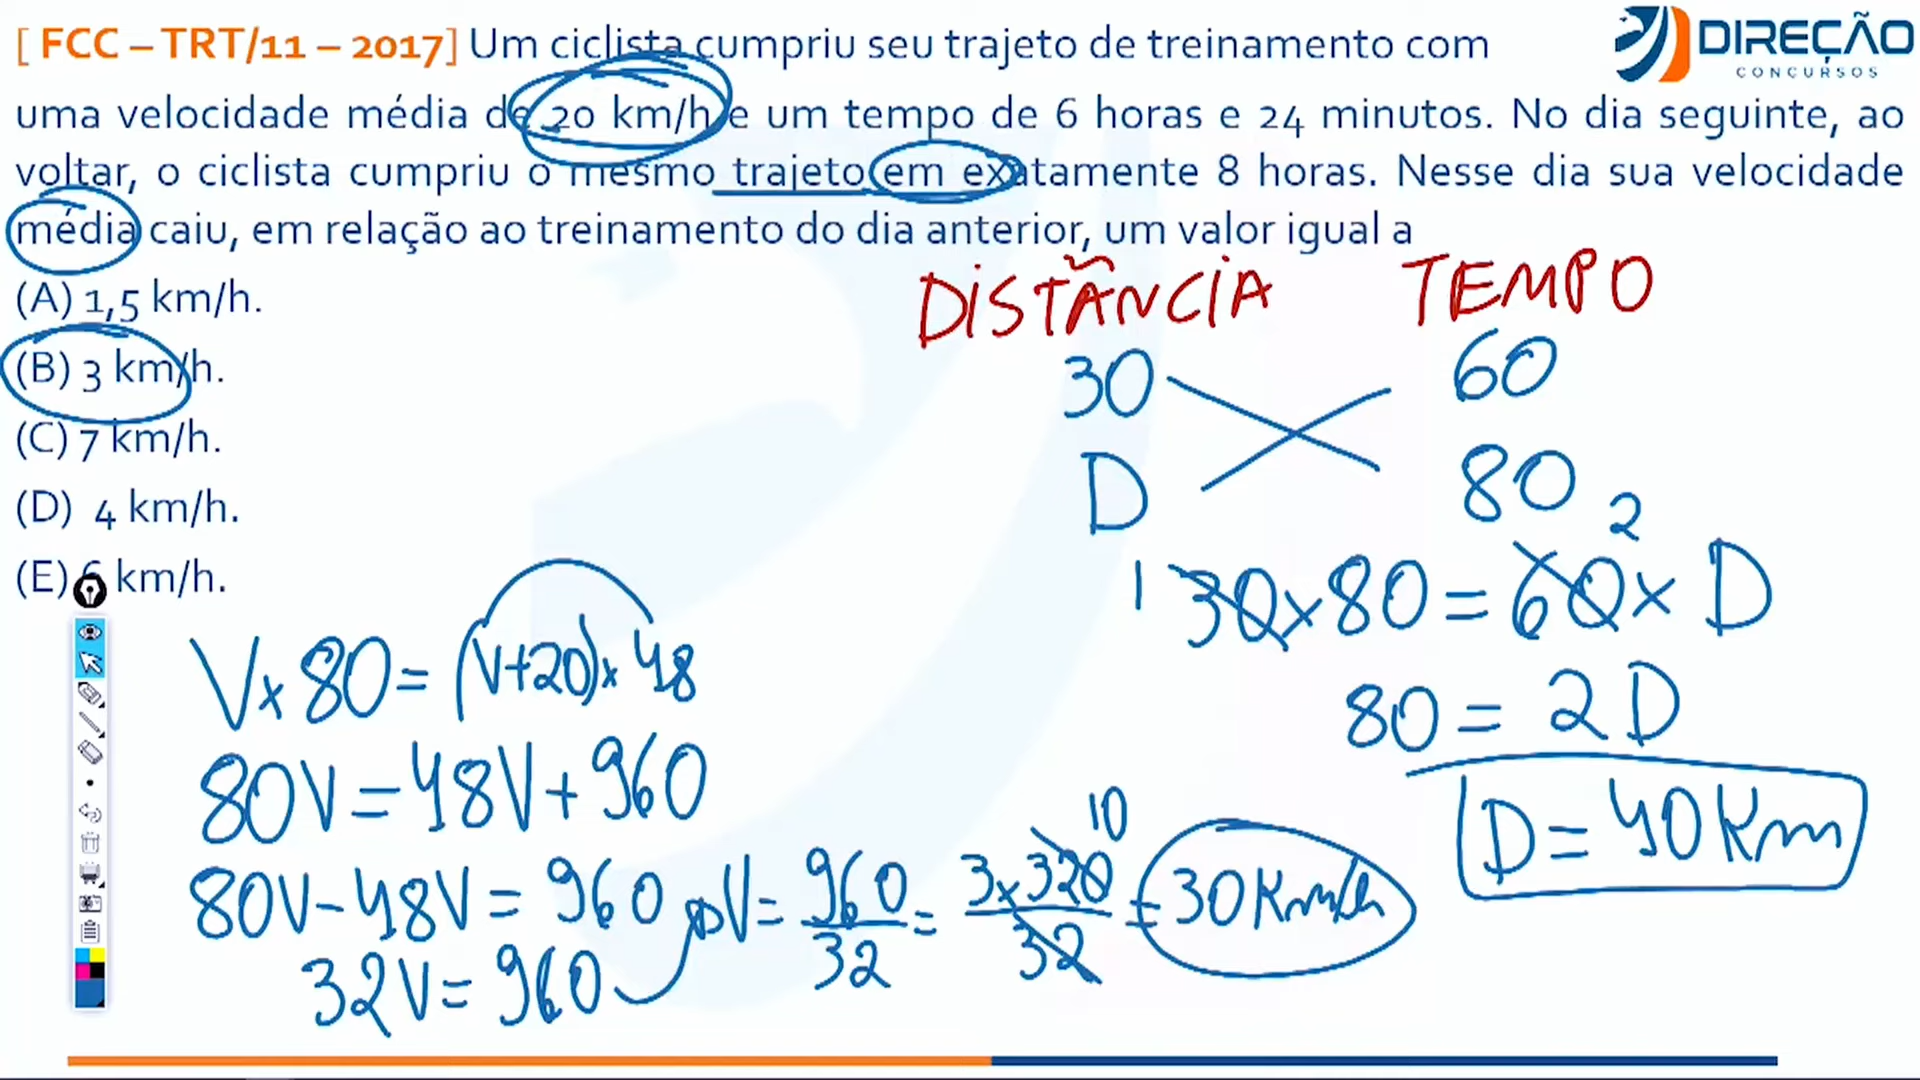 [ FCC – TRT/11 – 2017] Um ciclista cumpriu seu trajeto de treinamento com
uma velocidade média de 20 km/h e um tempo de 6 horas e 24 minutos. No dia seguinte, ao
voltar, o ciclista cumpriu o mesmo trajeto em exatamente 8 horas. Nesse dia sua velocidade
média caiu, em relação ao treinamento do dia anterior, um valor igual a
(A) 1,5 km/h.
(B) 3 km/h.
(C) 7 km/h.
(D) 4 km/h.
(E) 6 km/h.
DIREÇÃO
CONCURSOS
DISTÂNCIA TEMPO
30 60
D 80
1 30 x 80 = 60 x D 2
80 = 2D
D = 40 Km
V x 80 = (V+20) x 48
80V = 48V + 960
80V - 48V = 960
32V = 960
V = 960/32 = 3 x 320/32 = 30 Km/h
10